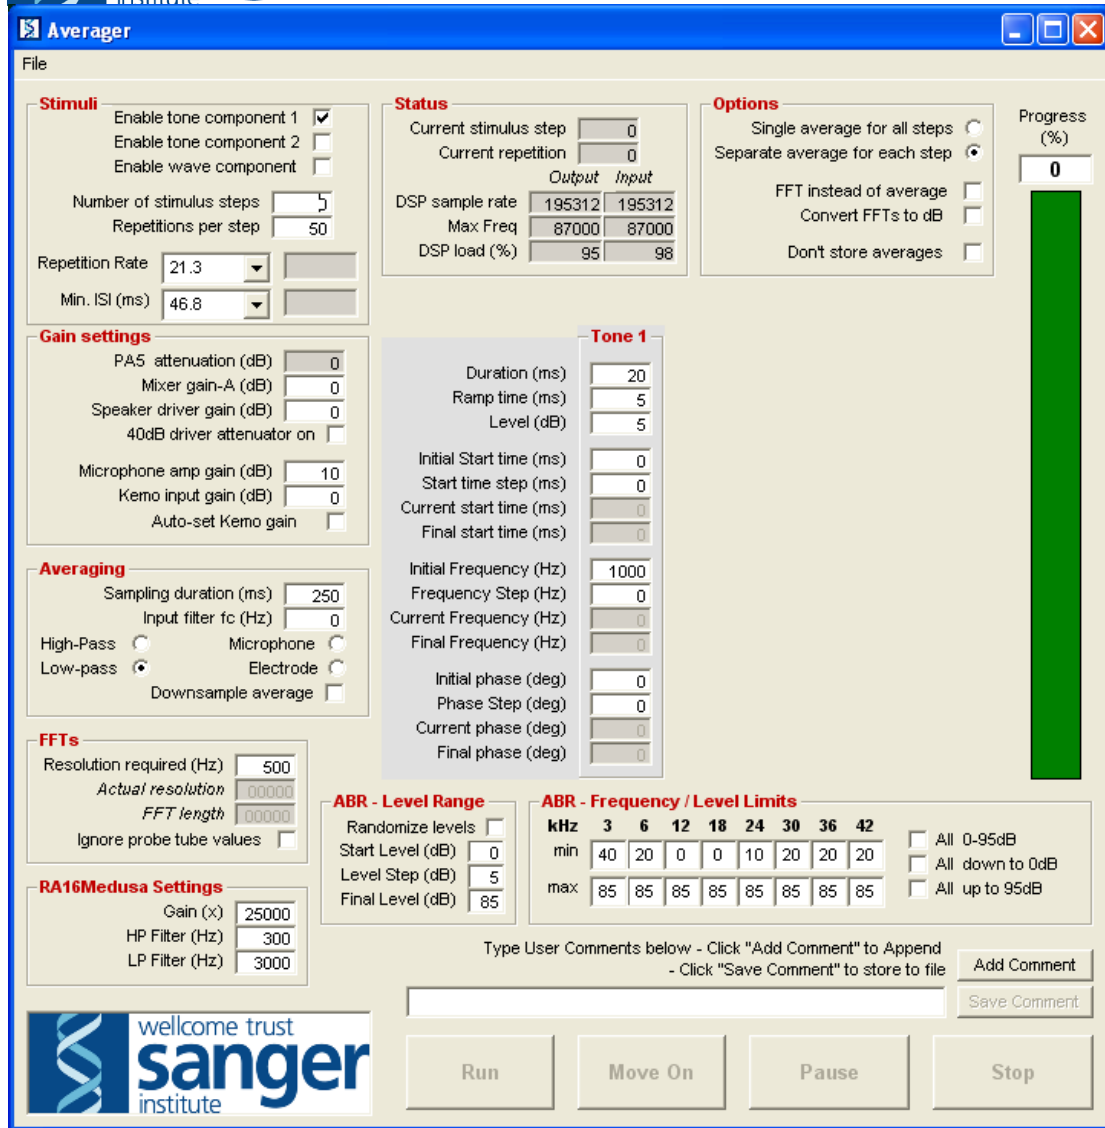 institute
Averager
File
Stimuli
Enable tone component 1
Enable tone component 2
Enable wave component
Number of stimulus steps 5
Repetitions per step 50
Repetition Rate 21.3
Min. ISI (ms) 46.8
Status
Current stimulus step 0
Current repetition 0
Output Input
DSP sample rate 195312 195312
Max Freq 87000 87000
DSP load (%) 95 98
Options
Single average for all steps
Separate average for each step
FFT instead of average
Convert FFTs to dB
Don't store averages
Progress
(%)
0
Gain settings
PA5 attenuation (dB) 0
Mixer gain-A (dB) 0
Speaker driver gain (dB) 0
40dB driver attenuator on
Microphone amp gain (dB) 10
Kemo input gain (dB) 0
Auto-set Kemo gain
Tone 1
Duration (ms) 20
Ramp time (ms) 5
Level (dB) 5
Initial Start time (ms) 0
Start time step (ms) 0
Current start time (ms) 0
Final start time (ms) 0
Initial Frequency (Hz) 1000
Frequency Step (Hz) 0
Current Frequency (Hz) 0
Final Frequency (Hz) 0
Initial phase (deg) 0
Phase Step (deg) 0
Current phase (deg) 0
Final phase (deg) 0
Averaging
Sampling duration (ms) 250
Input filter fc (Hz) 0
High-Pass Microphone
Low-pass Electrode
Downsample average
FFTs
Resolution required (Hz) 500
Actual resolution 00000
FFT length 00000
Ignore probe tube values
RA16Medusa Settings
Gain (x) 25000
HP Filter (Hz) 300
LP Filter (Hz) 3000
ABR - Level Range
Randomize levels
Start Level (dB) 0
Level Step (dB) 5
Final Level (dB) 85
ABR - Frequency / Level Limits
kHz 3 6 12 18 24 30 36 42
min 40 20 0 0 10 20 20 20
max 85 85 85 85 85 85 85 85
All 0-95dB
All down to 0dB
All up to 95dB
Type User Comments below - Click "Add Comment" to Append
- Click "Save Comment" to store to file
Add Comment
Save Comment
wellcome trust
sanger
institute
Run
Move On
Pause
Stop